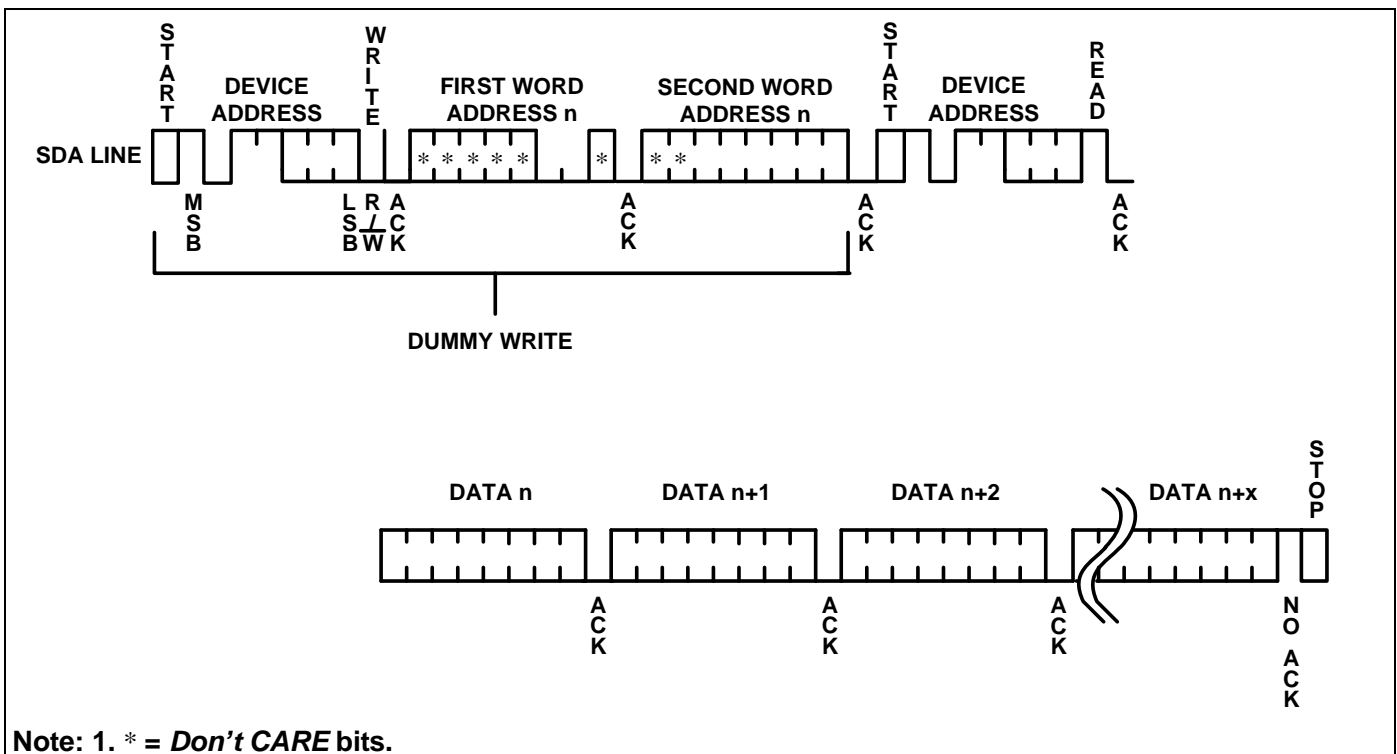 START
WRITE
START
READ
DEVICE
ADDRESS
FIRST WORD
ADDRESS n
SECOND WORD
ADDRESS n
DEVICE
ADDRESS
SDA LINE
* * * * *
*
* *
MSB
LSB
R/W
ACK
ACK
ACK
ACK
DUMMY WRITE
STOP
DATA n
DATA n+1
DATA n+2
DATA n+x
ACK
ACK
ACK
NO ACK
Note: 1. * = Don't CARE bits.